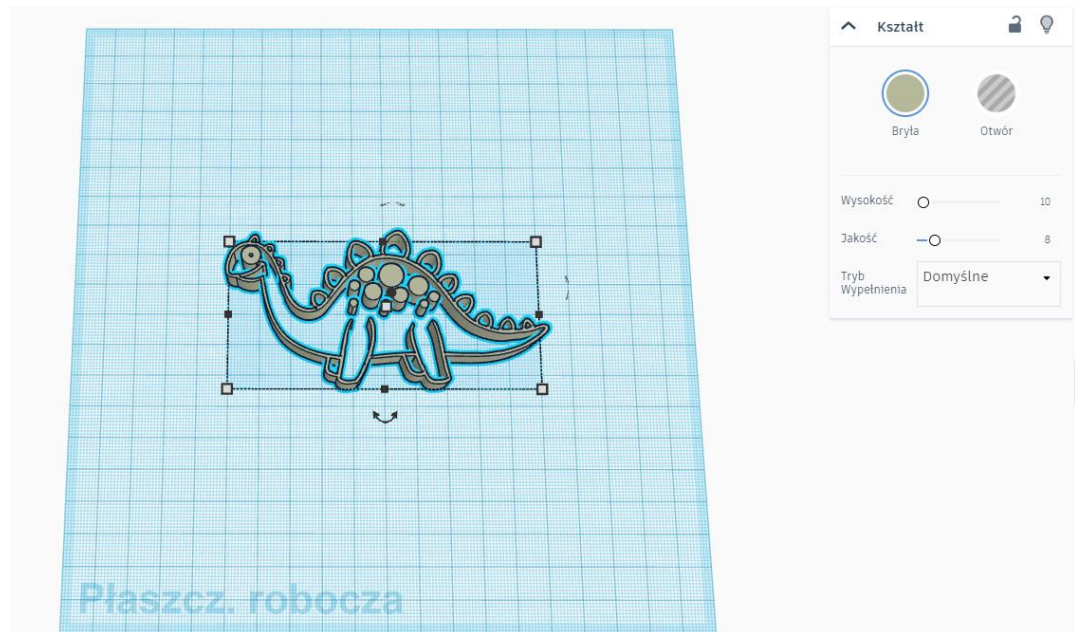 Kształt
Bryła
Otwór
Wysokość
10
Jakość
8
Tryb
Wypełnienia
Domyślne
Płaszcz. robocza